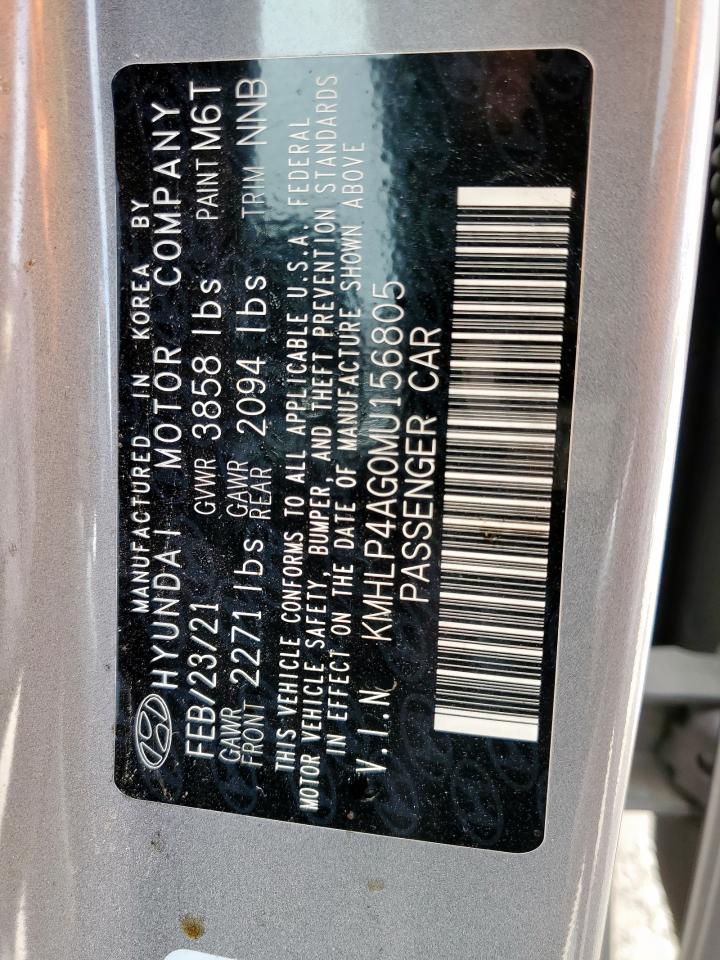 MANUFACTURED IN KOREA BY
HYUNDAI MOTOR COMPANY
FEB/23/21 GVWR 3858 lbs PAINT M6T
GAWR FRONT 2271 lbs GAWR REAR 2094 lbs TRIM NNB
THIS VEHICLE CONFORMS TO ALL APPLICABLE U.S.A. FEDERAL
MOTOR VEHICLE SAFETY, BUMPER, AND THEFT PREVENTION STANDARDS
IN EFFECT ON THE DATE OF MANUFACTURE SHOWN ABOVE
V.I.N KMHLP4AG0MU156805
PASSENGER CAR